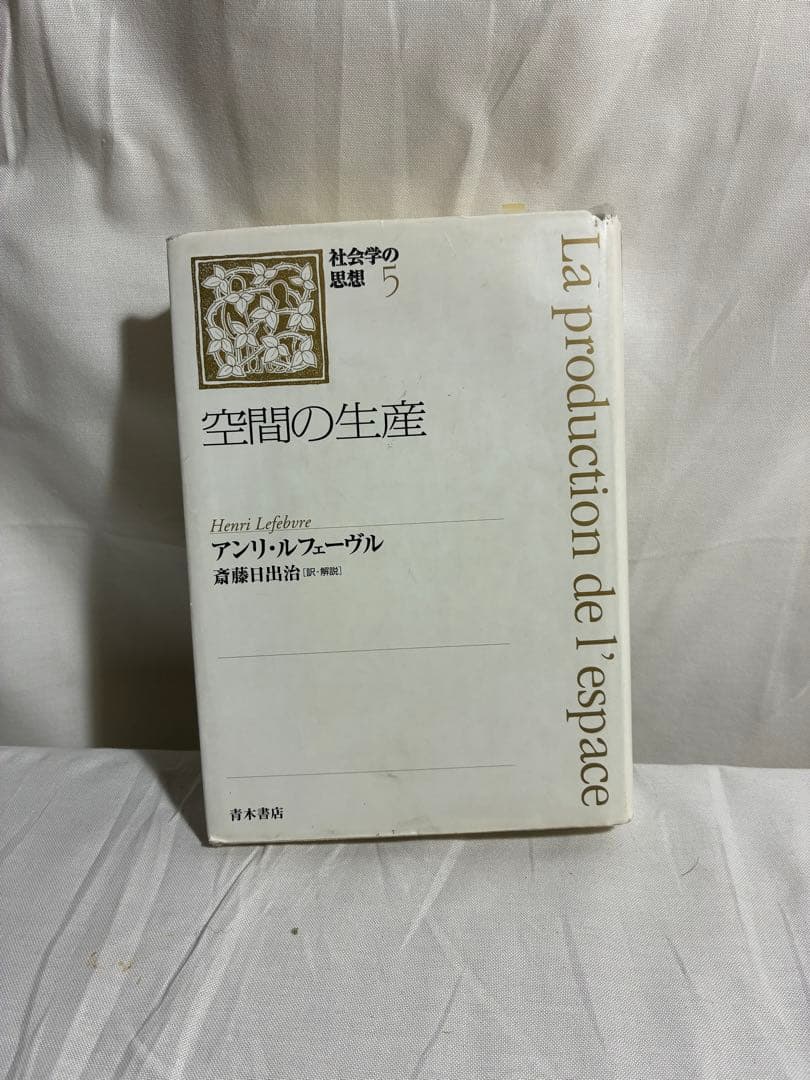 社会学の
思想 5
空間の生産
Henri Lefebvre
アンリ・ルフェーヴル
斎藤日出治[訳・解説]
青木書店
La production de l'espace